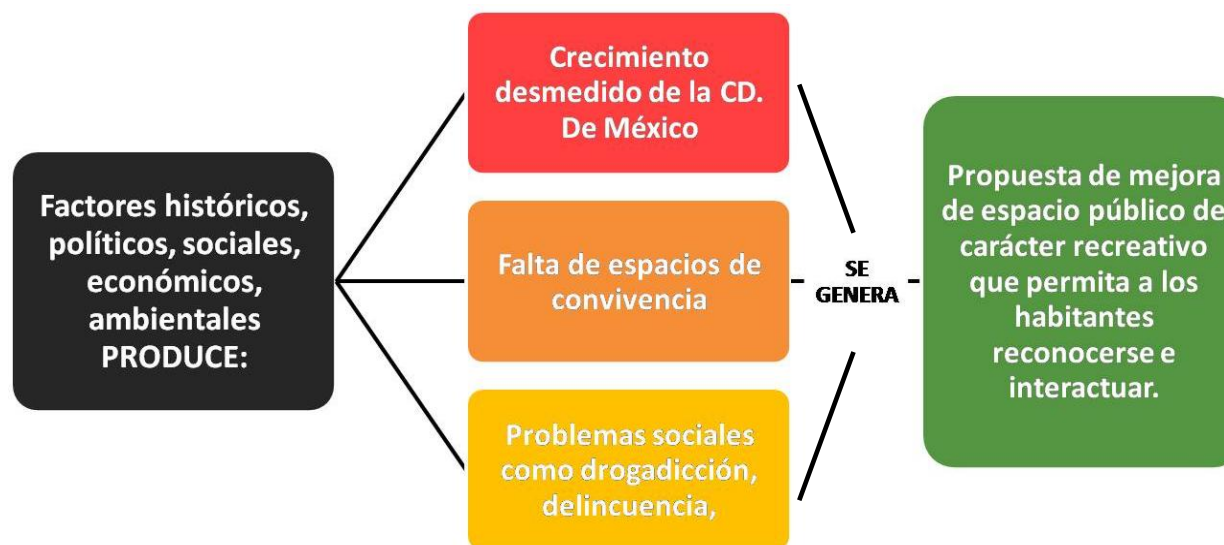 Factores históricos,
políticos, sociales,
económicos,
ambientales
PRODUCE:
Crecimiento
desmedido de la CD.
De México
Falta de espacios de
convivencia
Problemas sociales
como drogadicción,
delincuencia,
SE
GENERA
Propuesta de mejora
de espacio público de
carácter recreativo
que permita a los
habitantes
reconocerse e
interactuar.